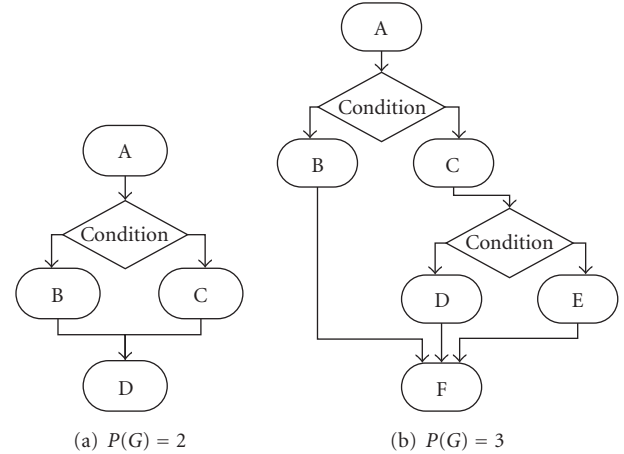 A
Condition
B
C
D
(a) P(G) = 2
A
Condition
B
C
Condition
D
E
F
(b) P(G) = 3